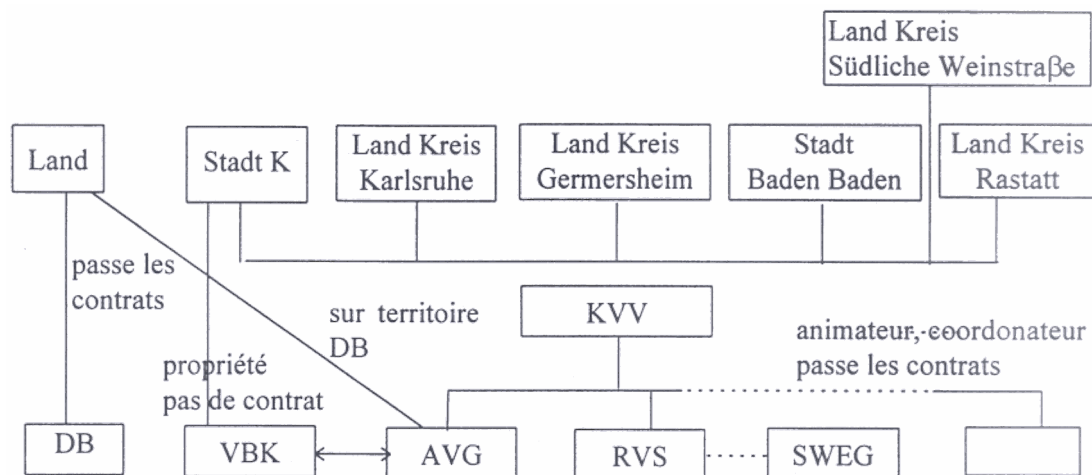 Land Kreis
Südliche Weinstraβe
Land
Stadt K
Land Kreis
Karlsruhe
Land Kreis
Germersheim
Stadt
Baden Baden
Land Kreis
Rastatt
passe les
contrats
sur territoire
DB
KVV
animateur, coordonateur
passe les contrats
propriété
pas de contrat
DB
VBK
AVG
RVS
SWEG